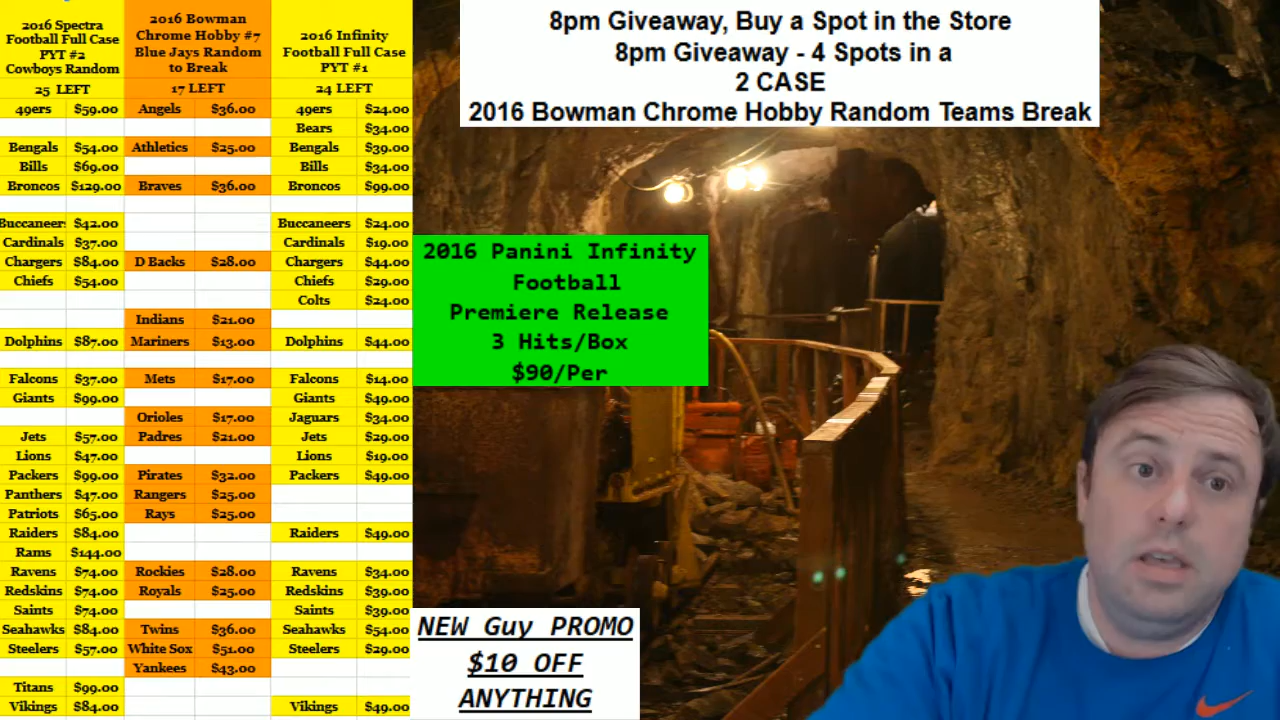 2016 Spectra
Football Full Case
PYT #2
Cowboys Random
25 LEFT
49ers $59.00
Bengals $54.00
Bills $69.00
Broncos $129.00
Buccaneers $42.00
Cardinals $37.00
Chargers $84.00
Chiefs $54.00
Dolphins $87.00
Falcons $37.00
Giants $99.00
Jets $57.00
Lions $47.00
Packers $99.00
Panthers $47.00
Patriots $65.00
Raiders $84.00
Rams $144.00
Ravens $74.00
Redskins $74.00
Saints $74.00
Seahawks $84.00
Steelers $57.00
Titans $99.00
Vikings $84.00
2016 Bowman
Chrome Hobby #7
Blue Jays Random
to Break
17 LEFT
Angels $36.00
Athletics $25.00
Braves $36.00
D Backs $28.00
Indians $21.00
Mariners $13.00
Mets $17.00
Orioles $17.00
Padres $21.00
Pirates $32.00
Rangers $25.00
Rays $25.00
Rockies $28.00
Royals $25.00
Twins $36.00
White Sox $51.00
Yankees $43.00
2016 Infinity
Football Full Case
PYT #1
24 LEFT
49ers $24.00
Bears $34.00
Bengals $39.00
Bills $34.00
Broncos $99.00
Buccaneers $24.00
Cardinals $19.00
Chargers $44.00
Chiefs $29.00
Colts $24.00
Dolphins $44.00
Falcons $14.00
Giants $49.00
Jaguars $34.00
Jets $29.00
Lions $19.00
Packers $49.00
Raiders $49.00
Ravens $34.00
Redskins $39.00
Saints $39.00
Seahawks $54.00
Steelers $29.00
Vikings $49.00
8pm Giveaway, Buy a Spot in the Store
8pm Giveaway - 4 Spots in a
2 CASE
2016 Bowman Chrome Hobby Random Teams Break
2016 Panini Infinity
Football
Premiere Release
3 Hits/Box
$90/Per
NEW Guy PROMO
$10 OFF
ANYTHING